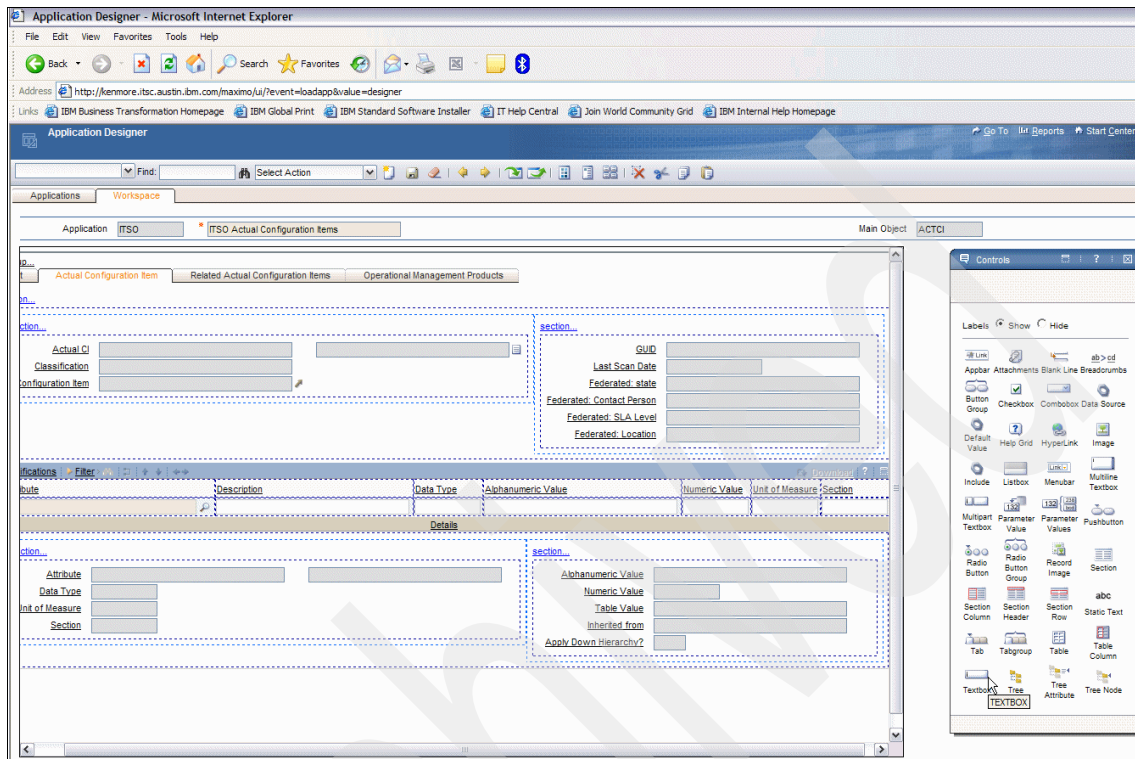 Application Designer - Microsoft Internet Explorer
File Edit View Favorites Tools Help
Back Search Favorites
Address http://kenmore.itsc.austin.ibm.com/maximo/ui/?event=loadapp&value=designer
Links IBM Business Transformation Homepage IBM Global Print IBM Standard Software Installer IT Help Central Join World Community Grid IBM Internal Help Homepage
Application Designer Go To Reports Start Center
Find: Select Action
Applications Workspace
Application ITSO * ITSO Actual Configuration Items Main Object ACTCI
Actual Configuration Item Related Actual Configuration Items Operational Management Products
section...
Actual CI
Classification
Configuration Item
GUID
Last Scan Date
Federated: state
Federated: Contact Person
Federated: SLA Level
Federated: Location
ifications Filter Download ?
ibute Description Data Type Alphanumeric Value Numeric Value Unit of Measure Section
Details
ction... section...
Attribute
Data Type
Unit of Measure
Section
Alphanumeric Value
Numeric Value
Table Value
Inherited from
Apply Down Hierarchy?
Controls ?
Labels Show Hide
Link ab>cd
Appbar Attachments Blank Line Breadcrumbs
Button Group Checkbox Combobox Data Source
Default Value Help Grid HyperLink Image
Include Listbox Menubar Multiline Textbox
Multipart Textbox Parameter Value Parameter Values Pushbutton
Radio Button Radio Button Group Record Image Section
abc
Section Column Section Header Section Row Static Text
Tab Tabgroup Table Table Column
Textbox Tree Tree Attribute Tree Node
TEXTBOX